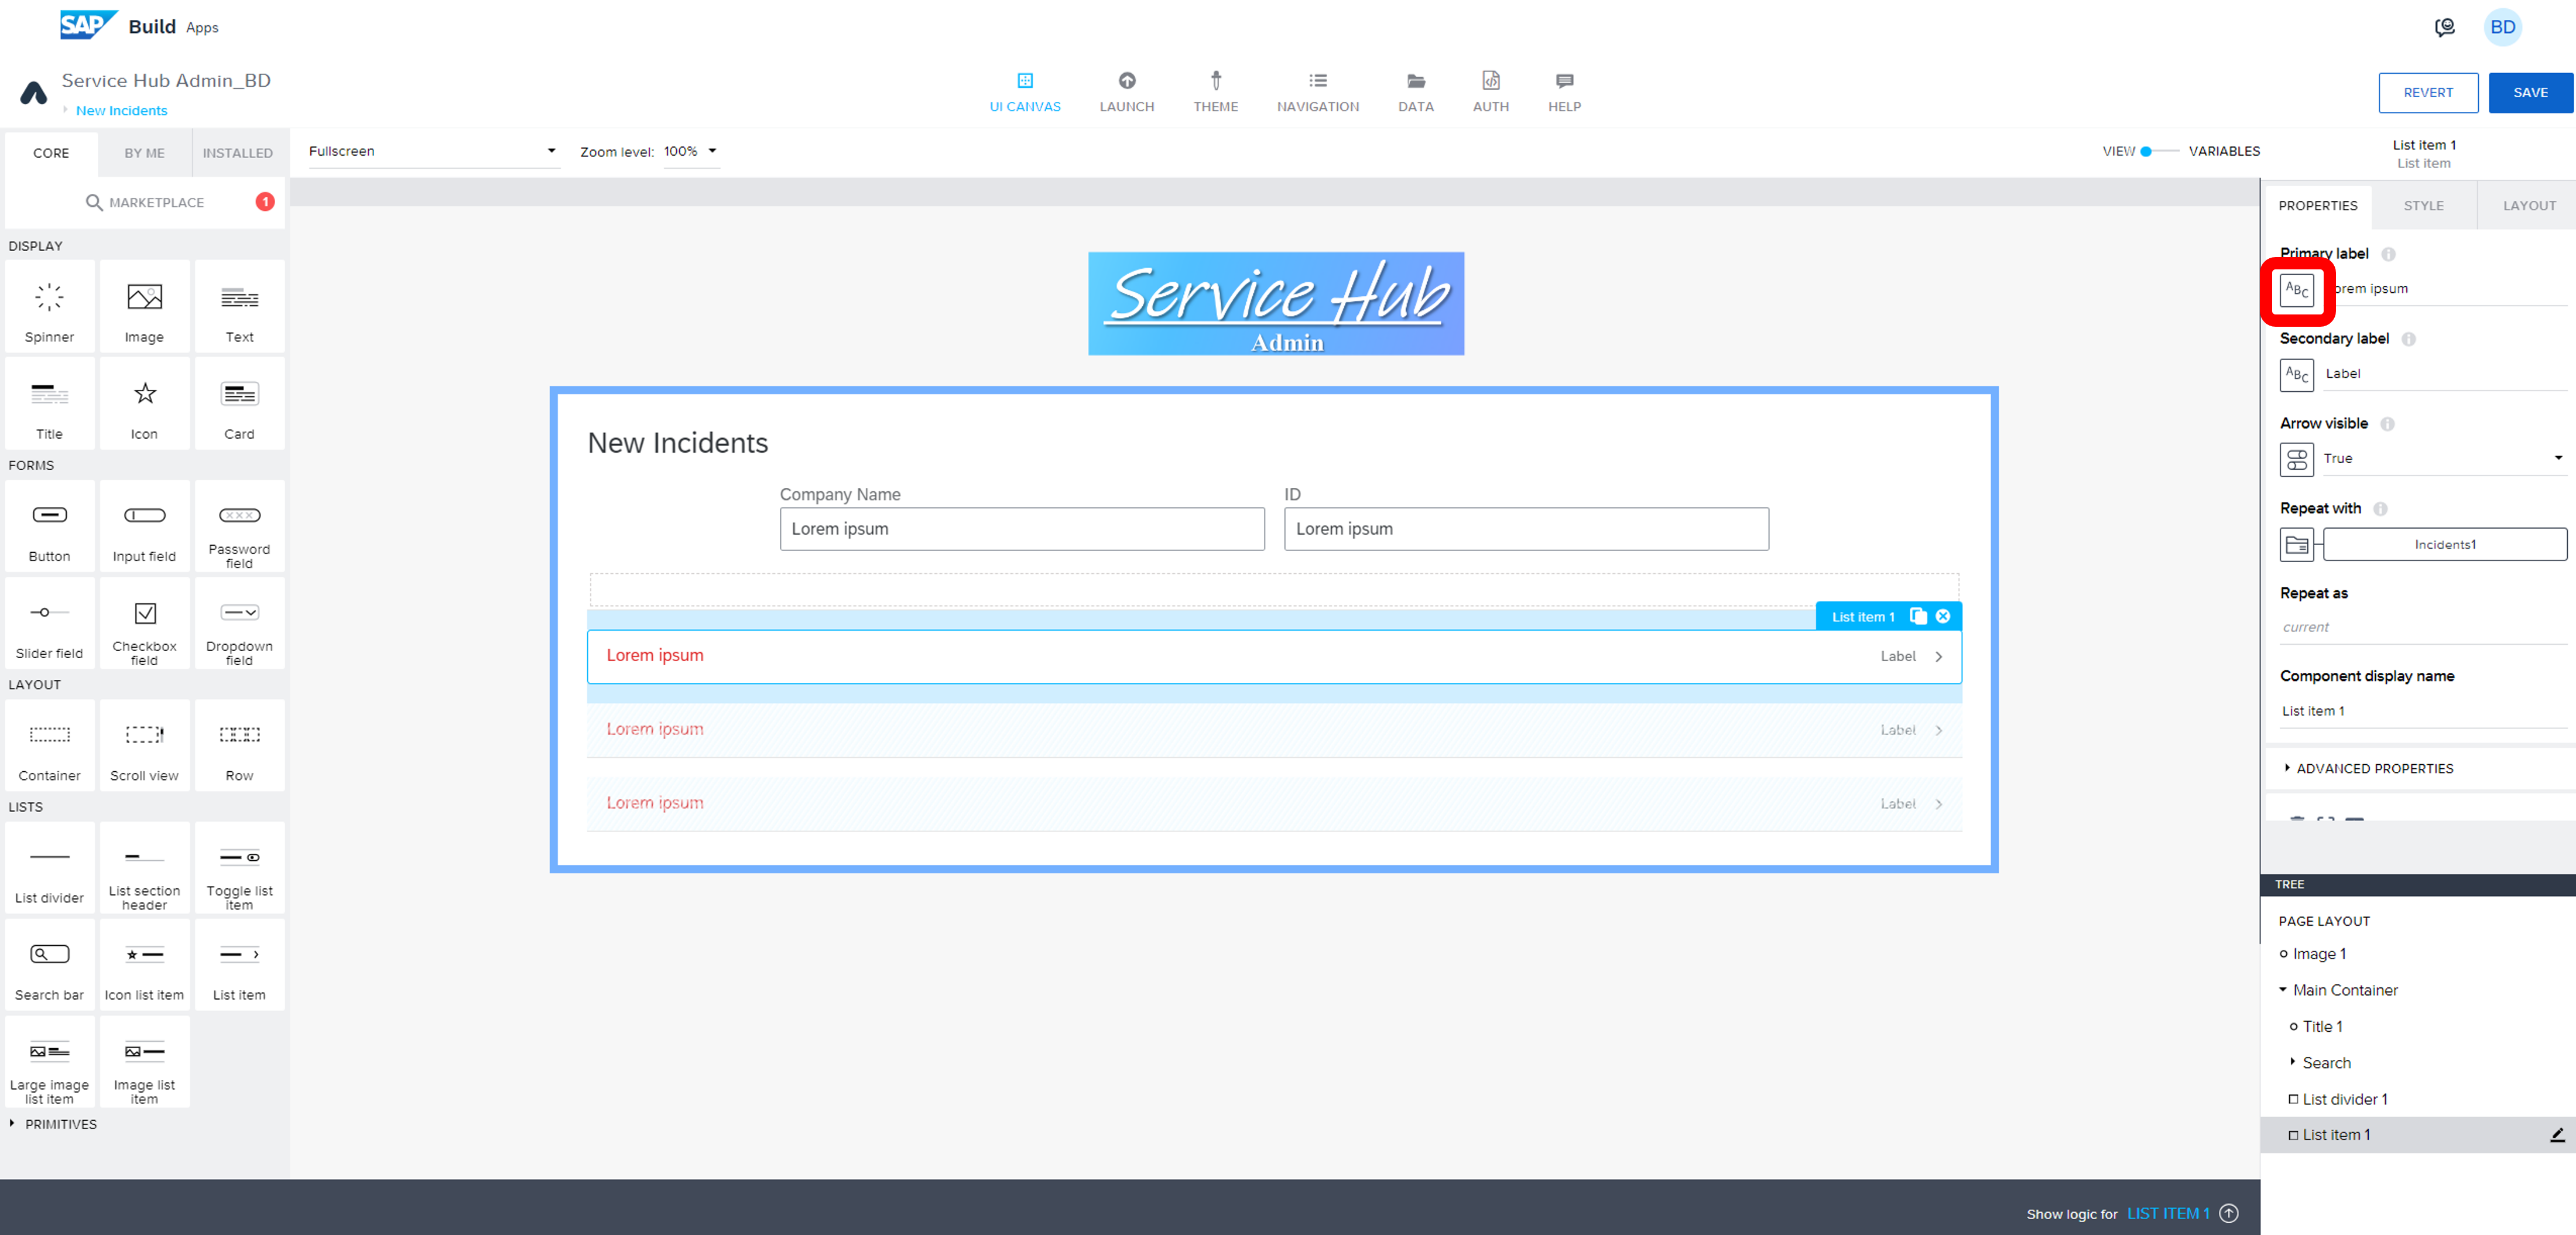 SAP Build Apps
BD
Service Hub Admin_BD
New Incidents
UI CANVAS
LAUNCH
THEME
NAVIGATION
DATA
AUTH
HELP
REVERT
SAVE
CORE
BY ME
INSTALLED
Fullscreen
Zoom level: 100%
VIEW
VARIABLES
List item 1
List item
MARKETPLACE
1
DISPLAY
Spinner
Image
Text
Title
Icon
Card
FORMS
Button
Input field
Password
field
Slider field
Checkbox
field
Dropdown
field
LAYOUT
Container
Scroll view
Row
LISTS
List divider
List section
header
Toggle list
item
Search bar
Icon list item
List item
Large image
list item
Image list
item
PRIMITIVES
Service Hub
Admin
New Incidents
Company Name
Lorem ipsum
ID
Lorem ipsum
List item 1
Lorem ipsum
Label
Lorem ipsum
Label
Lorem ipsum
Label
PROPERTIES
STYLE
LAYOUT
Primary label
ABC
orem ipsum
Secondary label
ABC
Label
Arrow visible
True
Repeat with
Incidents1
Repeat as
current
Component display name
List item 1
ADVANCED PROPERTIES
TREE
PAGE LAYOUT
Image 1
Main Container
Title 1
Search
List divider 1
List item 1
Show logic for LIST ITEM 1